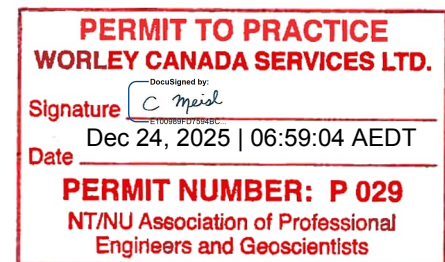 PERMIT TO PRACTICE
WORLEY CANADA SERVICES LTD.
DocuSigned by:
Signature C Meisl
E100989FD7594BC...
Dec 24, 2025 | 06:59:04 AEDT
Date
PERMIT NUMBER: P 029
NT/NU Association of Professional
Engineers and Geoscientists